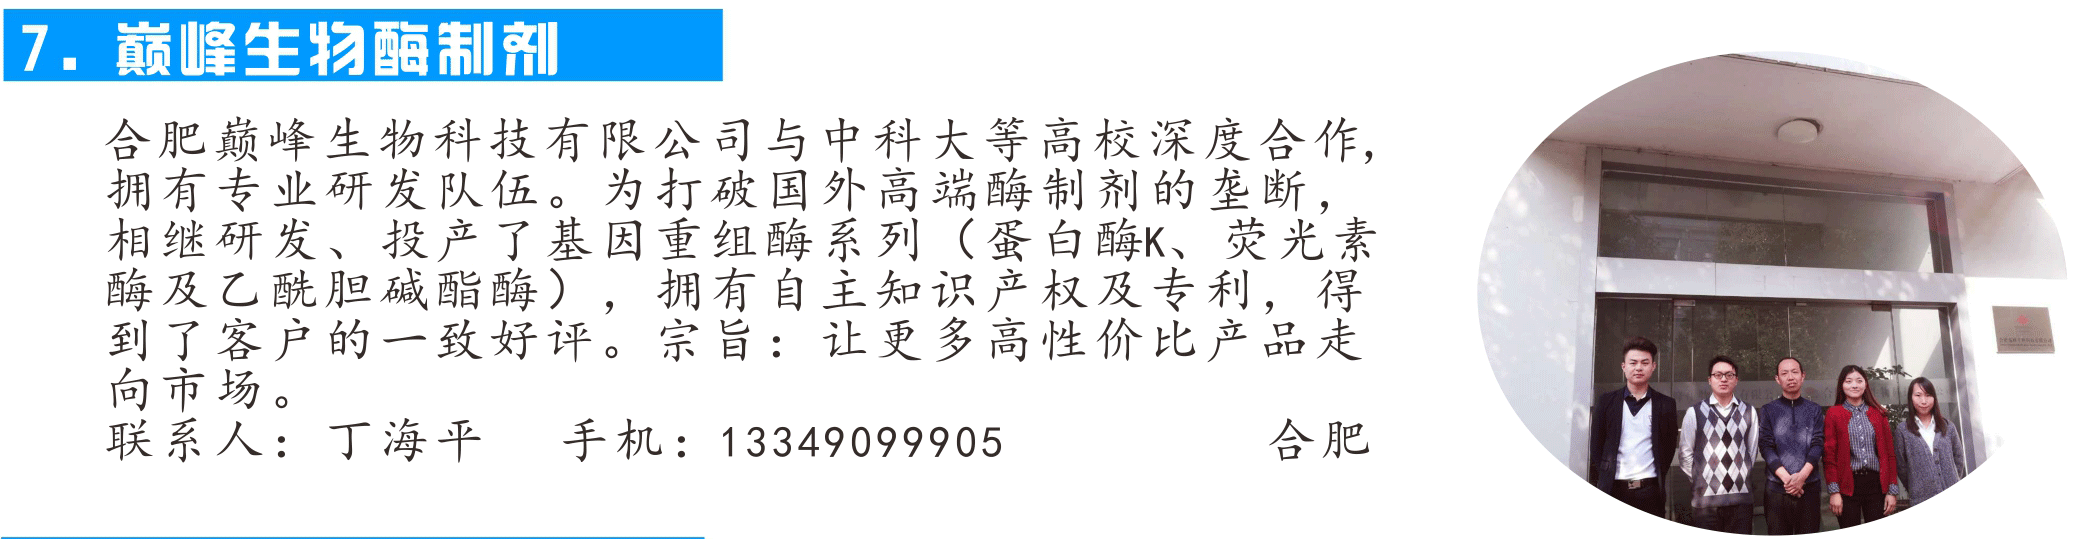 7. 巅峰生物酶制剂
合肥巅峰生物科技有限公司与中科大等高校深度合作,
拥有专业研发队伍。为打破国外高端酶制剂的垄断，
相继研发、投产了基因重组酶系列（蛋白酶K、荧光素
酶及乙酰胆碱酯酶），拥有自主知识产权及专利，得
到了客户的一致好评。宗旨：让更多高性价比产品走
向市场。
联系人：丁海平 手机：13349099905 合肥